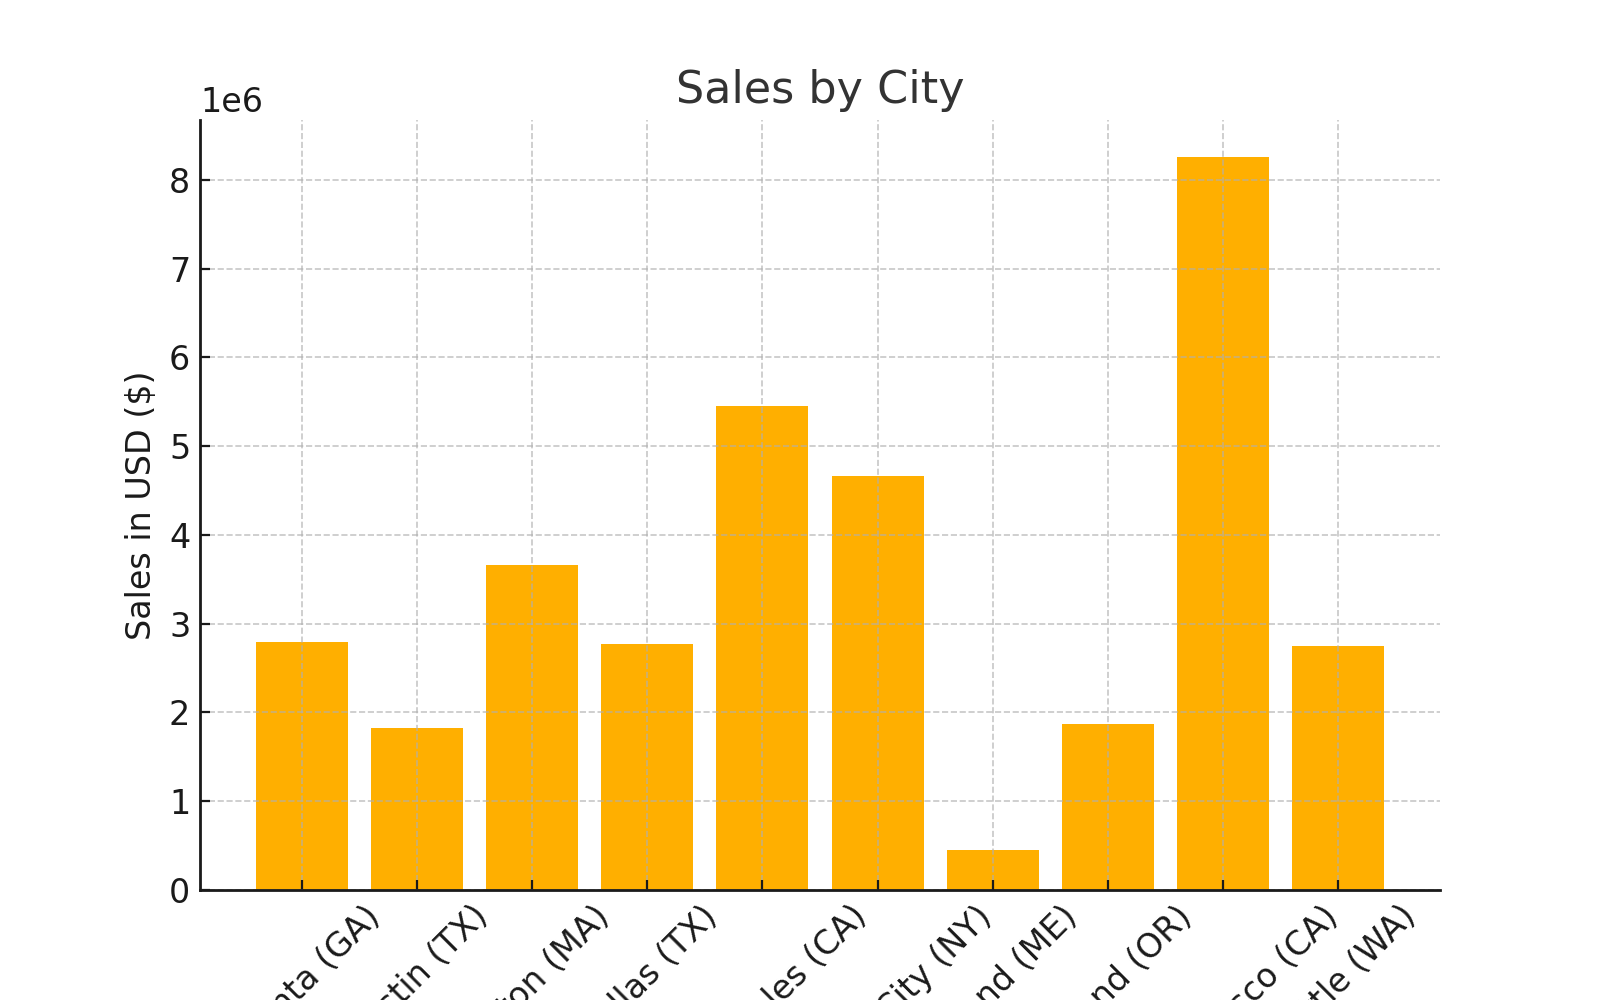 Sales by City
1e6
Sales in USD ($)
8
7
6
5
4
3
2
1
0
nta (GA)
stin (TX)
ton (MA)
llas (TX)
les (CA)
City (NY)
nd (ME)
nd (OR)
sco (CA)
tle (WA)